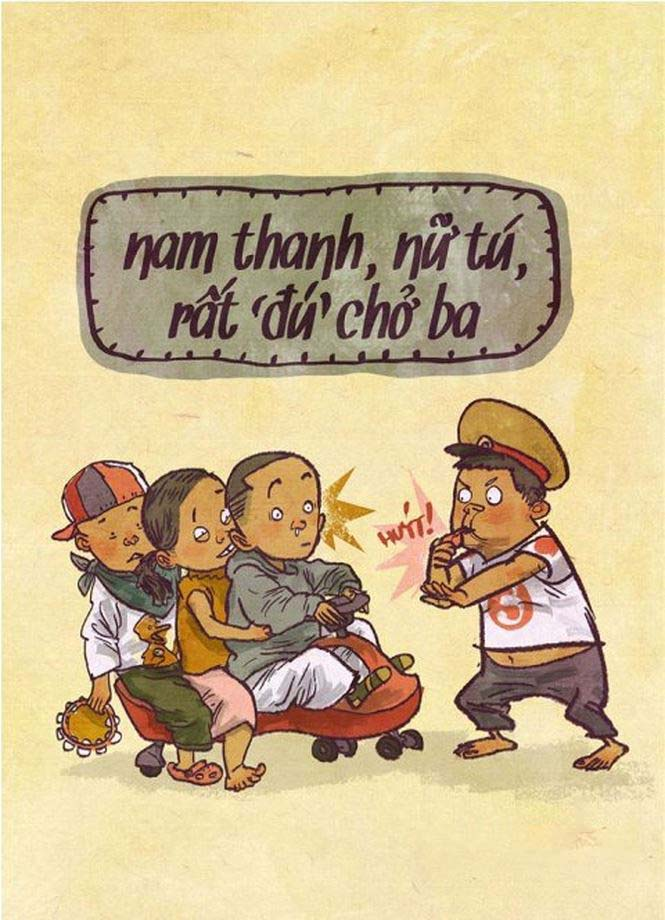 nam thanh, nữ tú,
rất 'đú' chở ba
HUÝT!